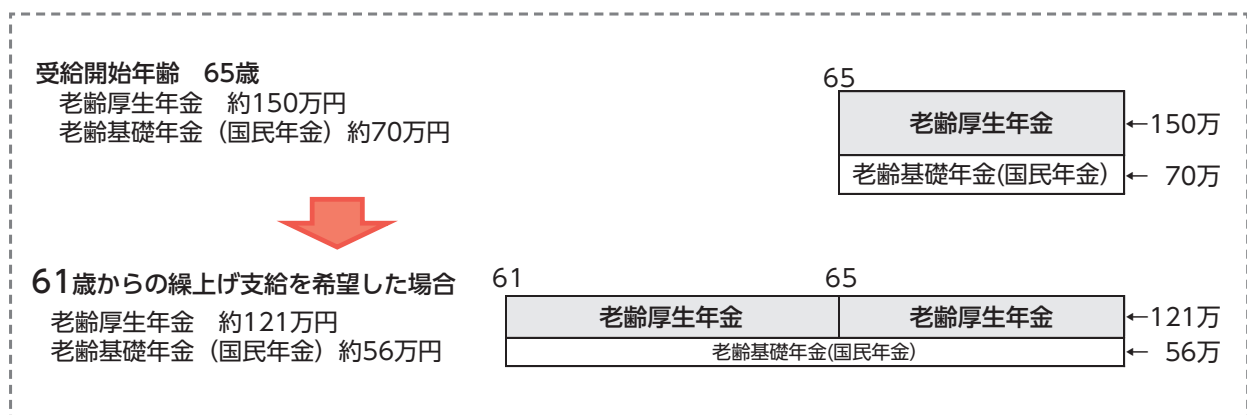 受給開始年齢　65歳
老齢厚生年金　約150万円
老齢基礎年金（国民年金）約70万円
65
老齢厚生年金
←150万
老齢基礎年金(国民年金)
← 70万
61歳からの繰上げ支給を希望した場合
老齢厚生年金　約121万円
老齢基礎年金（国民年金）約56万円
61
65
老齢厚生年金
老齢厚生年金
←121万
老齢基礎年金(国民年金)
← 56万